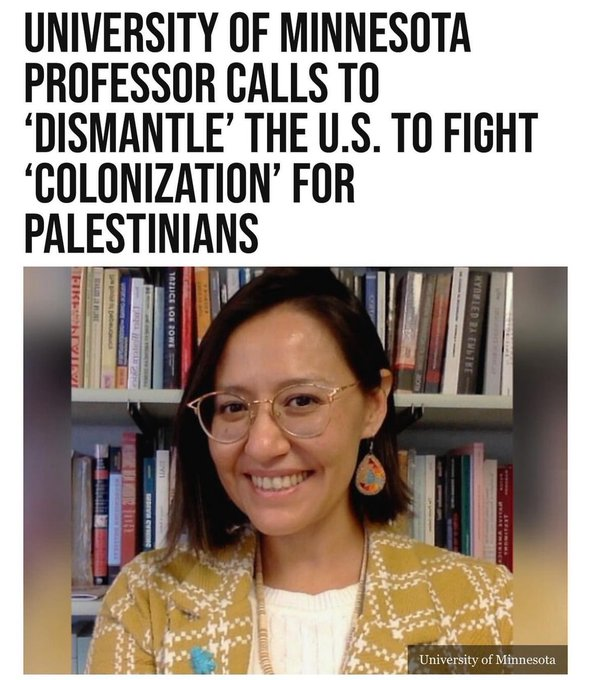 UNIVERSITY OF MINNESOTA
PROFESSOR CALLS TO
‘DISMANTLE’ THE U.S. TO FIGHT
‘COLONIZATION’ FOR
PALESTINIANS
University of Minnesota